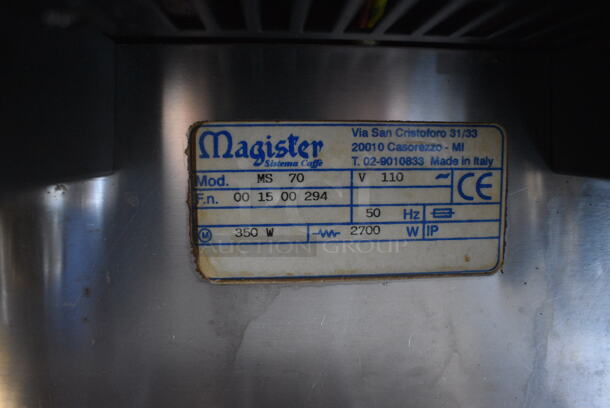 Magister
Sistema Caffe
Via San Cristoforo 31/33
20010 Casorezzo - MI
T. 02-9010833 Made in Italy
Mod. MS 70 V 110 ~ CE
F.n. 00 15 00 294
50 Hz
M 350 W 2700 W IP
AUCTION GROUP